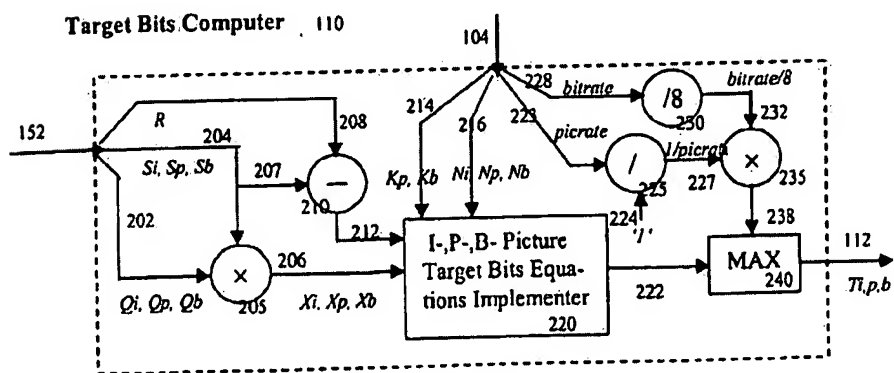 Target Bits Computer 110
104
152
R
204
208
Si, Sp, Sb
207
202
210
212
206
Qi, Qp, Qb
205
Xi, Xp, Xb
214
216
223
228
bitrate
/8
230
bitrate/8
232
picrate
/
225
1/picrate
227
×
235
Kp, Kb
Ni, Np, Nb
224
'1'
238
I-,P-,B- Picture
Target Bits Equa-
tions Implementer
220
222
MAX
240
112
Ti,p,b
−
×